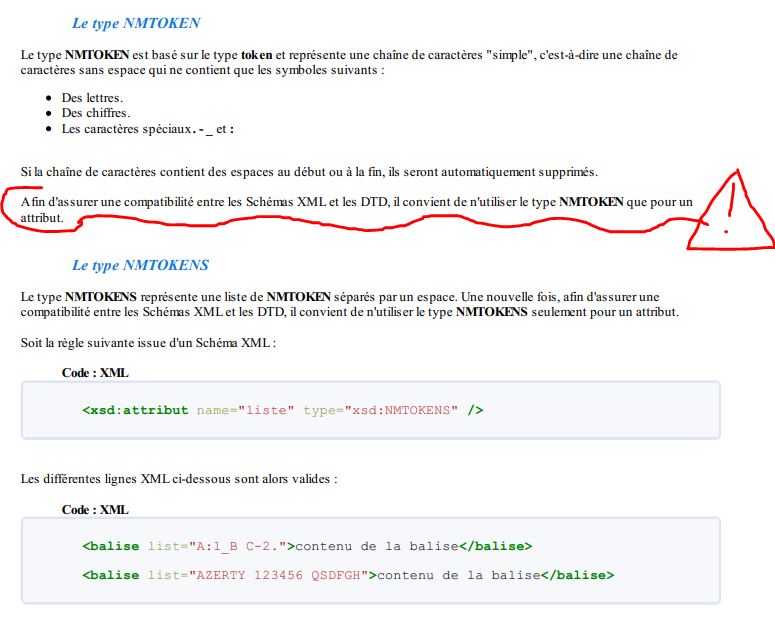 Le type NMTOKEN
Le type NMTOKEN est basé sur le type token et représente une chaîne de caractères "simple", c'est-à-dire une chaîne de
caractères sans espace qui ne contient que les symboles suivants :
• Des lettres.
• Des chiffres.
• Les caractères spéciaux . - _ et :
Si la chaîne de caractères contient des espaces au début ou à la fin, ils seront automatiquement supprimés.
Afin d'assurer une compatibilité entre les Schémas XML et les DTD, il convient de n'utiliser le type NMTOKEN que pour un
attribut.
!
Le type NMTOKENS
Le type NMTOKENS représente une liste de NMTOKEN séparés par un espace. Une nouvelle fois, afin d'assurer une
compatibilité entre les Schémas XML et les DTD, il convient de n'utiliser le type NMTOKENS seulement pour un attribut.
Soit la règle suivante issue d'un Schéma XML :
Code : XML
<xsd:attribut name="liste" type="xsd:NMTOKENS" />
Les différentes lignes XML ci-dessous sont alors valides :
Code : XML
<balise list="A:1_B C-2.">contenu de la balise</balise>
<balise list="AZERTY 123456 QSDFGH">contenu de la balise</balise>